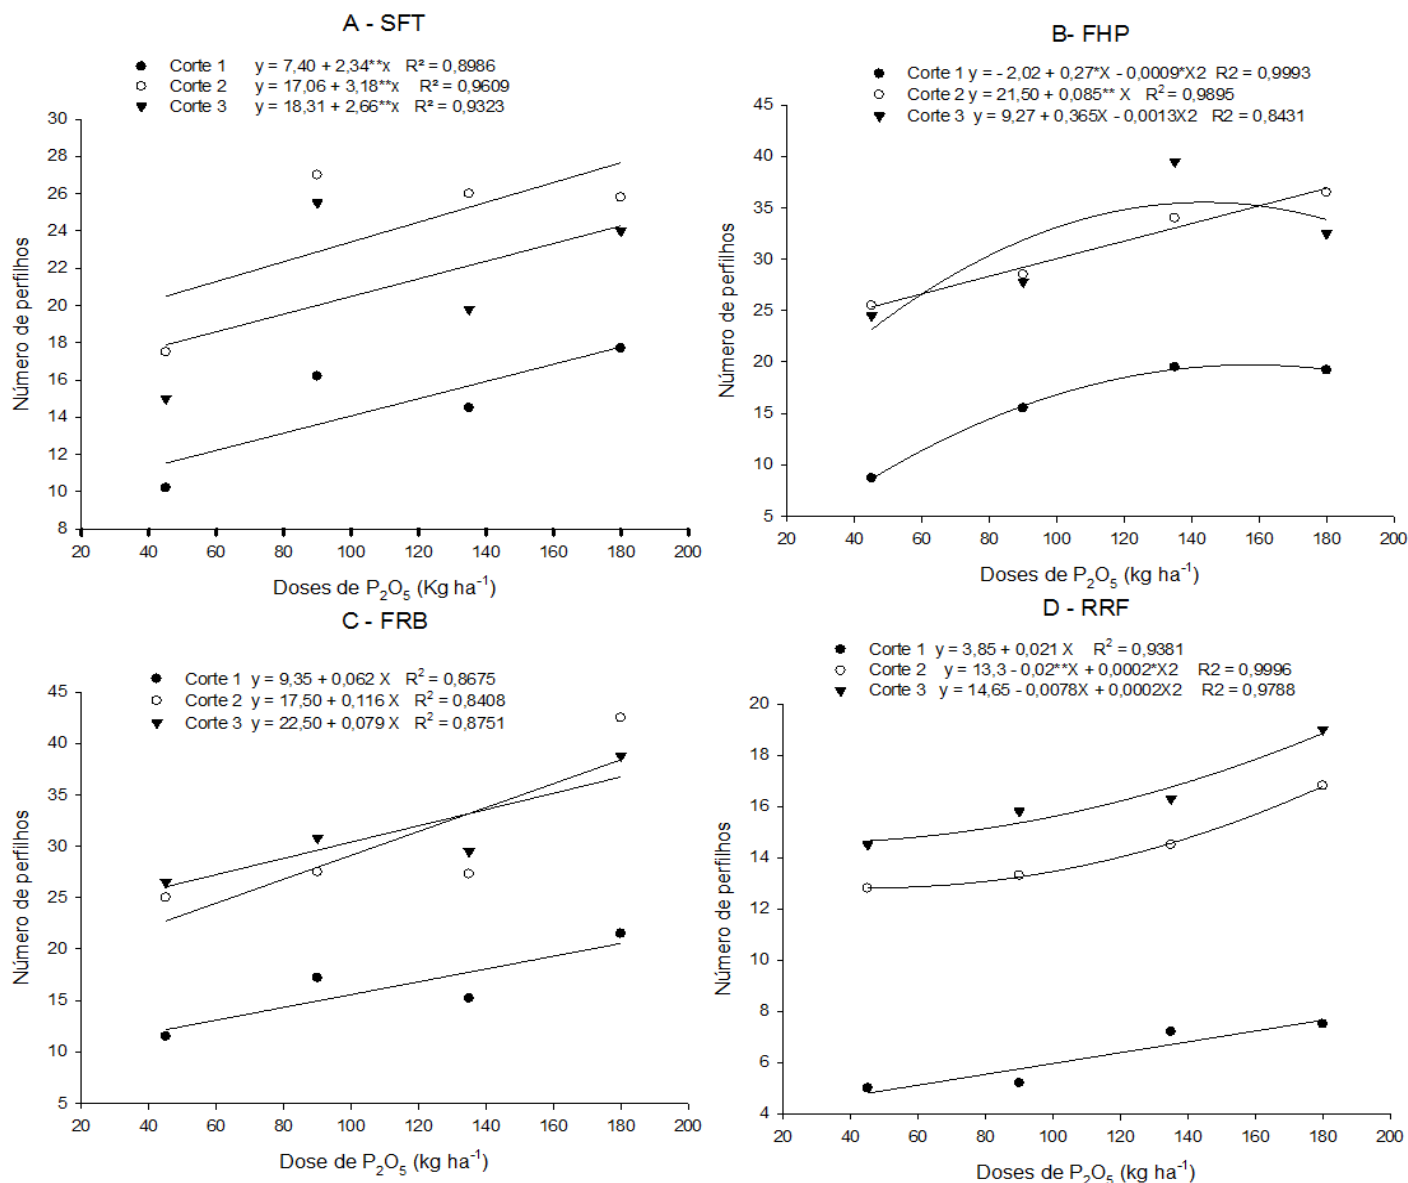 A - SFT
Corte 1 y = 7,40 + 2,34**x R² = 0,8986
Corte 2 y = 17,06 + 3,18**x R² = 0,9609
Corte 3 y = 18,31 + 2,66**x R² = 0,9323
30
28
26
24
22
20
18
16
14
12
10
8
Número de perfilhos
20 40 60 80 100 120 140 160 180 200
Doses de P₂O₅ (Kg ha⁻¹)
B- FHP
Corte 1 y = - 2,02 + 0,27*X - 0,0009*X2 R2 = 0,9993
Corte 2 y = 21,50 + 0,085** X R² = 0,9895
Corte 3 y = 9,27 + 0,365X - 0,0013X2 R2 = 0,8431
45
40
35
30
25
20
15
10
5
Número de perfilhos
20 40 60 80 100 120 140 160 180 200
Doses de P₂O₅ (kg ha⁻¹)
C - FRB
Corte 1 y = 9,35 + 0,062 X R² = 0,8675
Corte 2 y = 17,50 + 0,116 X R² = 0,8408
Corte 3 y = 22,50 + 0,079 X R² = 0,8751
45
40
35
30
25
20
15
10
5
Número de perfilhos
20 40 60 80 100 120 140 160 180 200
Dose de P₂O₅ (kg ha⁻¹)
D - RRF
Corte 1 y = 3,85 + 0,021 X R² = 0,9381
Corte 2 y = 13,3 - 0,02**X + 0,0002*X2 R2 = 0,9996
Corte 3 y = 14,65 - 0,0078X + 0,0002X2 R2 = 0,9788
20
18
16
14
12
10
8
6
4
Número de perfilhos
20 40 60 80 100 120 140 160 180 200
Doses de P₂O₅ (kg ha⁻¹)